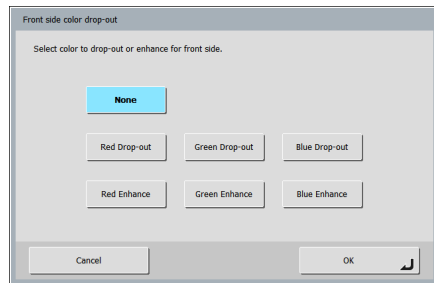 Front side color drop-out
Select color to drop-out or enhance for front side.
None
Red Drop-out Green Drop-out Blue Drop-out
Red Enhance Green Enhance Blue Enhance
Cancel OK